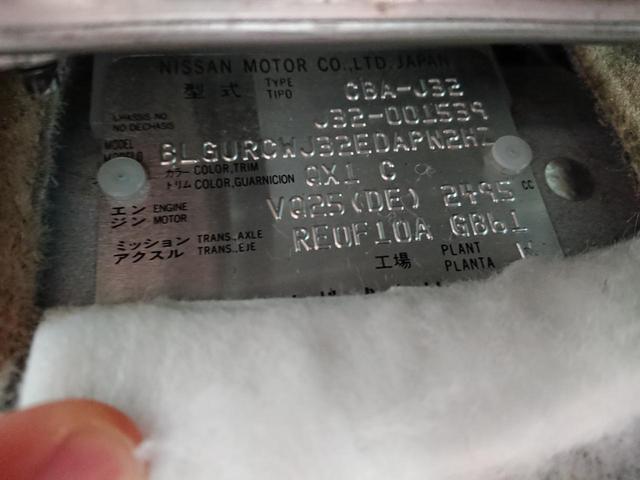 NISSAN MOTOR CO.,LTD.,JAPAN
型式 TYPE TIPO CBA-J32
CHASSIS NO. NO DECHASIS J32-001539
MODEL MODELO BLGURCWJ32EDAPN2HZ
カラー COLOR,TRIM QX1 C
トリム COLOR,GUARNICION
エンジン ENGINE MOTOR VQ25(DE) 2495 cc
ミッション アクスル TRANS.,AXLE TRANS.,EJE RE0F10A GB61
工場 PLANT PLANTA